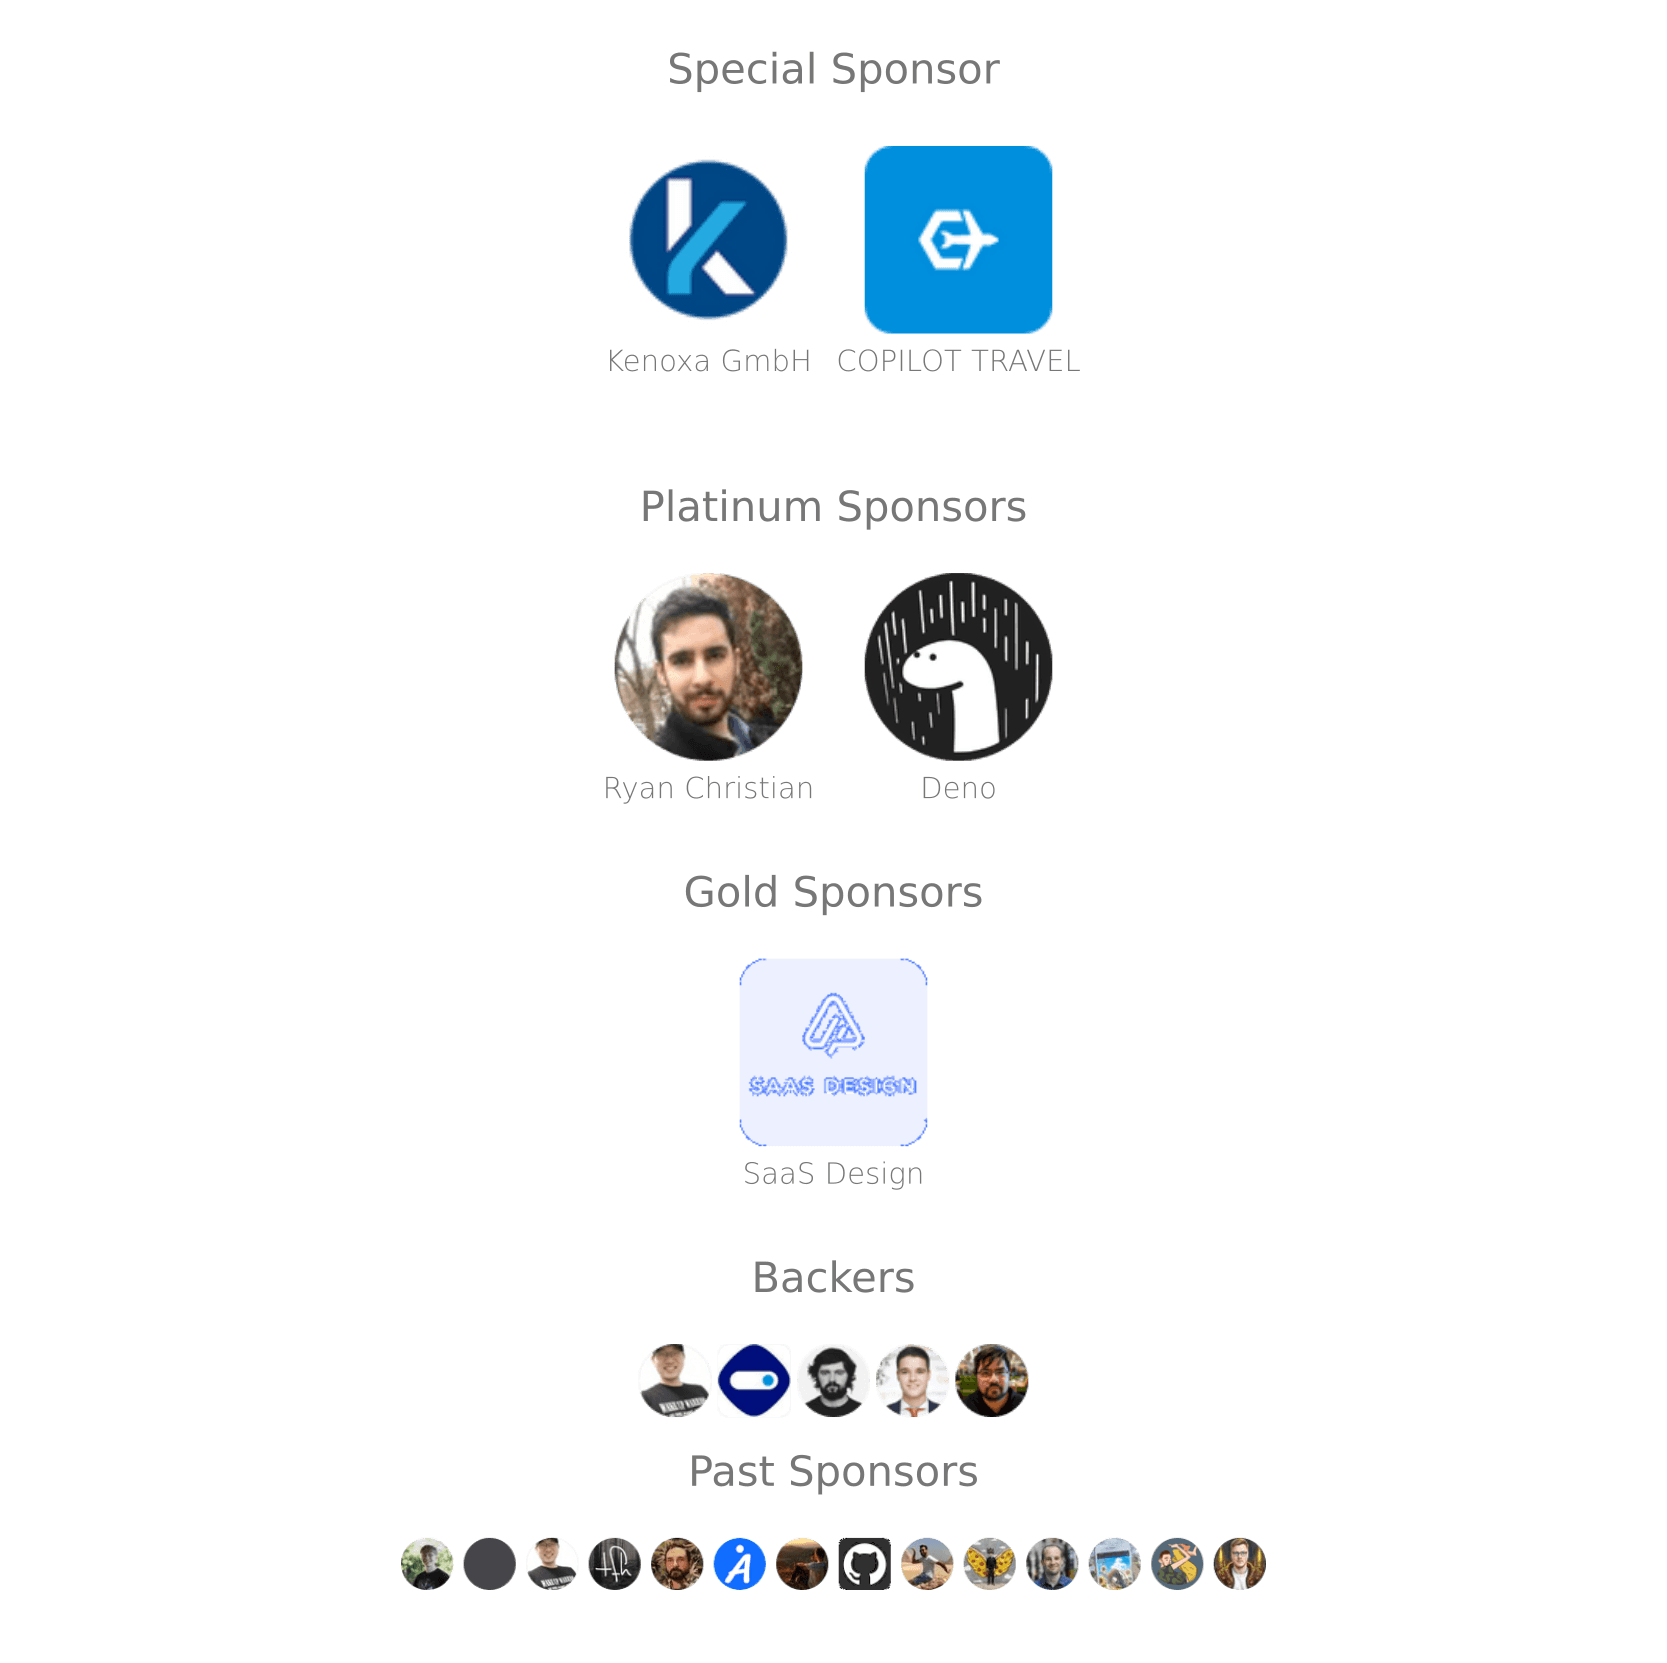 Special Sponsor
Kenoxa GmbH COPILOT TRAVEL
Platinum Sponsors
Ryan Christian Deno
Gold Sponsors
SAAS DESIGN
SaaS Design
Backers
Past Sponsors